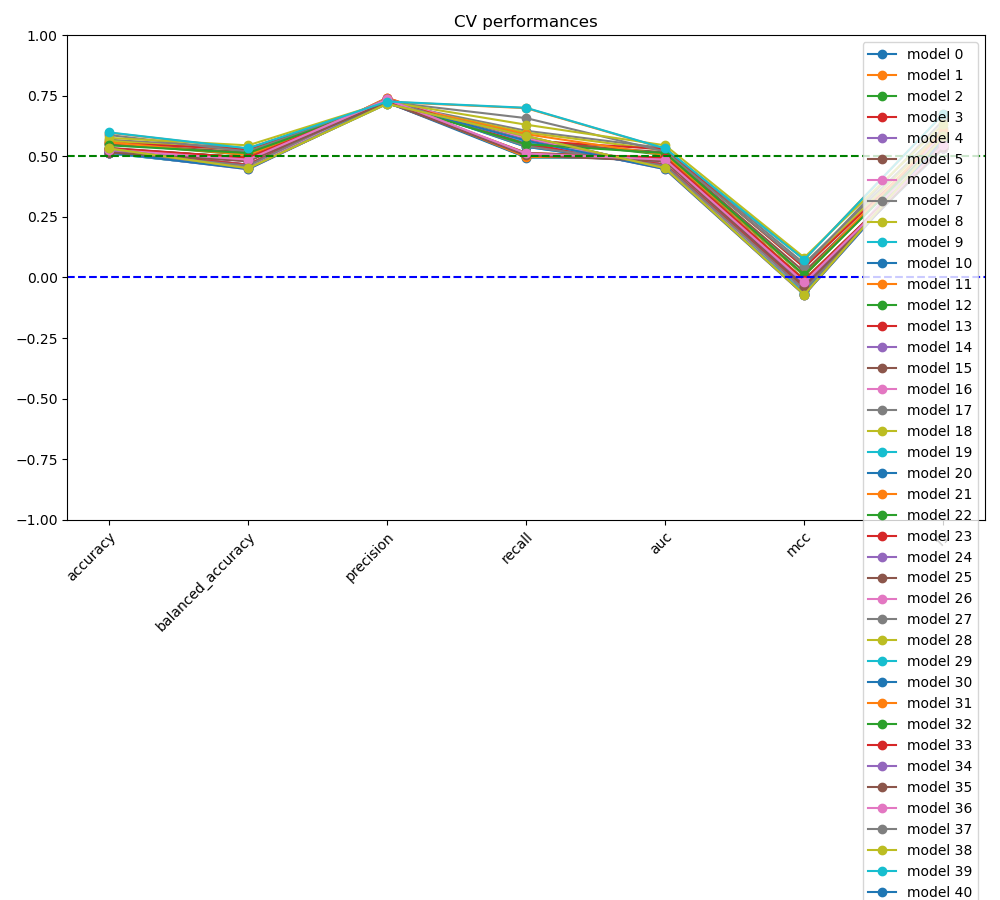 CV performances
1.00
0.75
0.50
0.25
0.00
−0.25
−0.50
−0.75
−1.00
accuracy
balanced_accuracy
precision
recall
auc
mcc
model 0
model 1
model 2
model 3
model 4
model 5
model 6
model 7
model 8
model 9
model 10
model 11
model 12
model 13
model 14
model 15
model 16
model 17
model 18
model 19
model 20
model 21
model 22
model 23
model 24
model 25
model 26
model 27
model 28
model 29
model 30
model 31
model 32
model 33
model 34
model 35
model 36
model 37
model 38
model 39
model 40